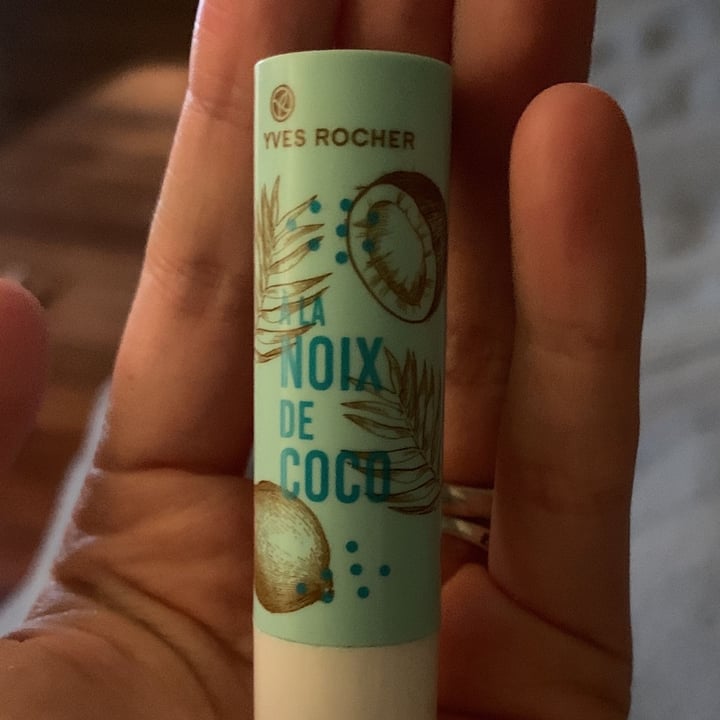 YVES ROCHER
À LA
NOIX
DE
COCO